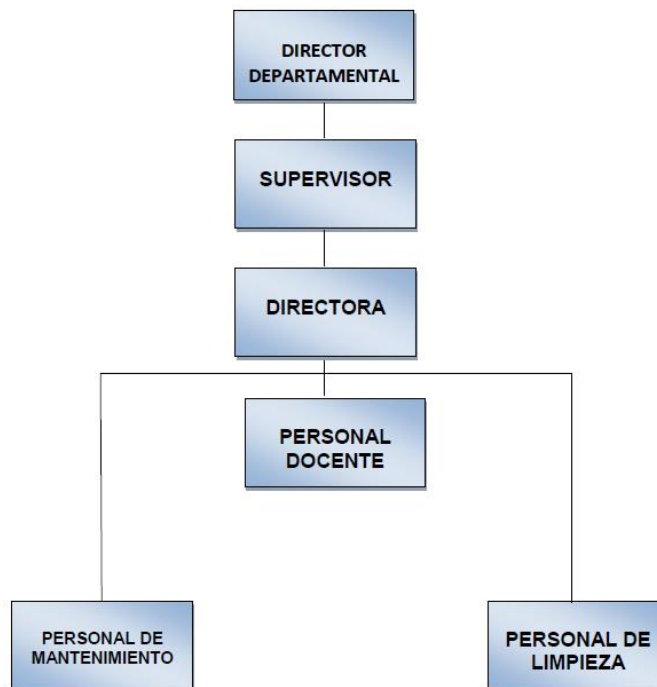 DIRECTOR
DEPARTAMENTAL
SUPERVISOR
DIRECTORA
PERSONAL
DOCENTE
PERSONAL DE
MANTENIMIENTO
PERSONAL DE
LIMPIEZA